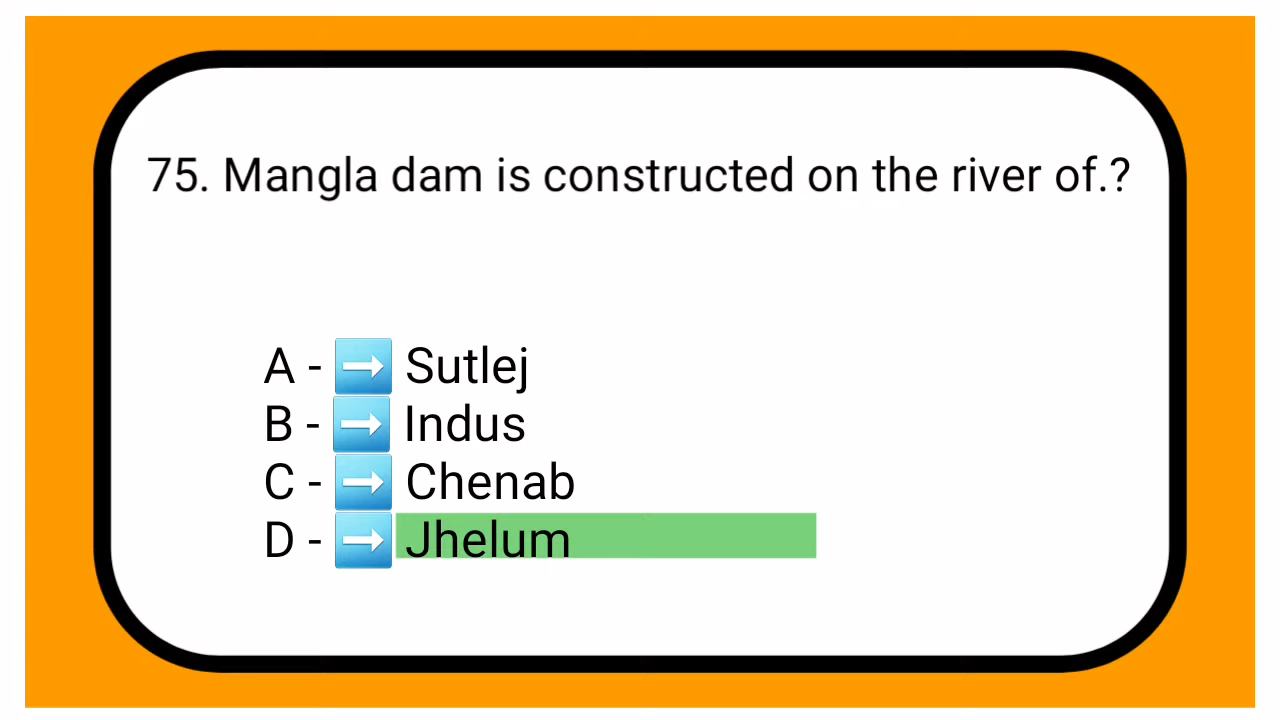 75. Mangla dam is constructed on the river of.?
A - ➡️ Sutlej
B - ➡️ Indus
C - ➡️ Chenab
D - ➡️ Jhelum